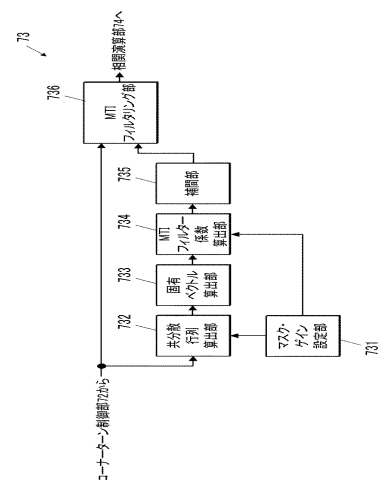 73
コーナーターン制御部72から
731
マスク・
ゲイン
設定部
732
共分散
行列
算出部
733
固有
ベクトル
算出部
734
MTI
フィルター
係数
算出部
735
補間部
736
MTI
フィルタリング部
相関演算部74へ